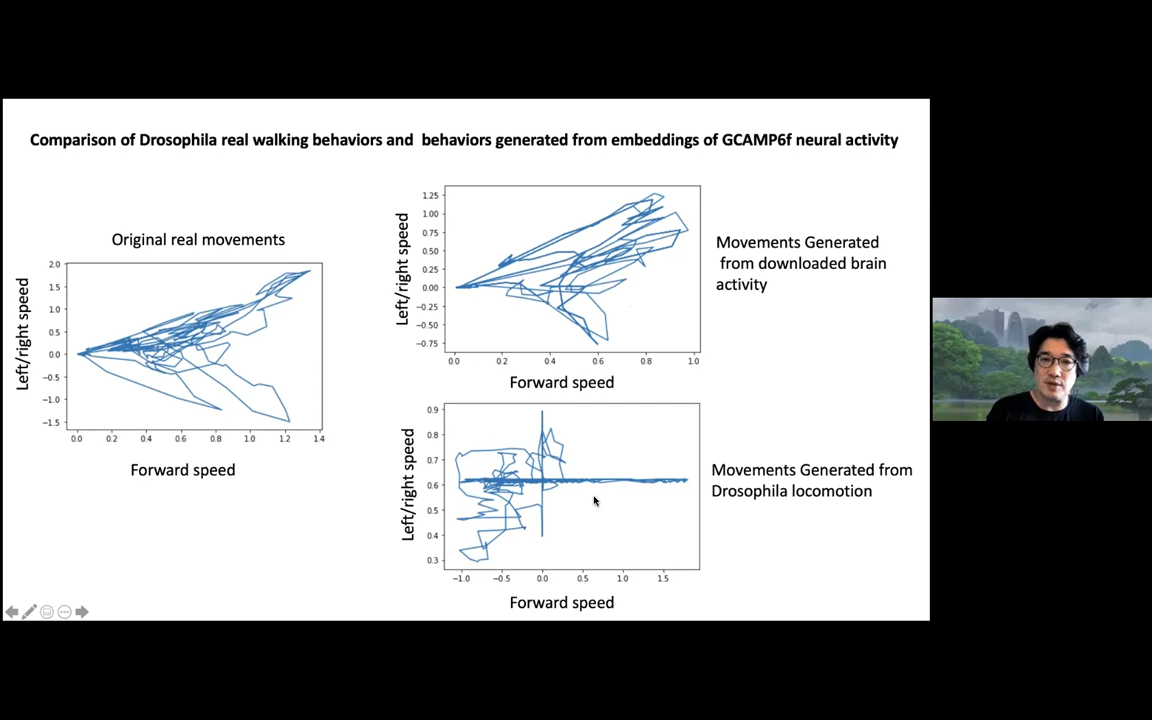 Comparison of Drosophila real walking behaviors and behaviors generated from embeddings of GCAMP6f neural activity
Original real movements
Left/right speed
2.0
1.5
1.0
0.5
0.0
−0.5
−1.0
−1.5
0.0 0.2 0.4 0.6 0.8 1.0 1.2 1.4
Forward speed
Left/right speed
1.25
1.00
0.75
0.50
0.25
0.00
−0.25
−0.50
−0.75
0.0 0.2 0.4 0.6 0.8 1.0
Forward speed
Movements Generated
from downloaded brain
activity
Left/right speed
0.9
0.8
0.7
0.6
0.5
0.4
0.3
−1.0 −0.5 0.0 0.5 1.0 1.5
Forward speed
Movements Generated from
Drosophila locomotion